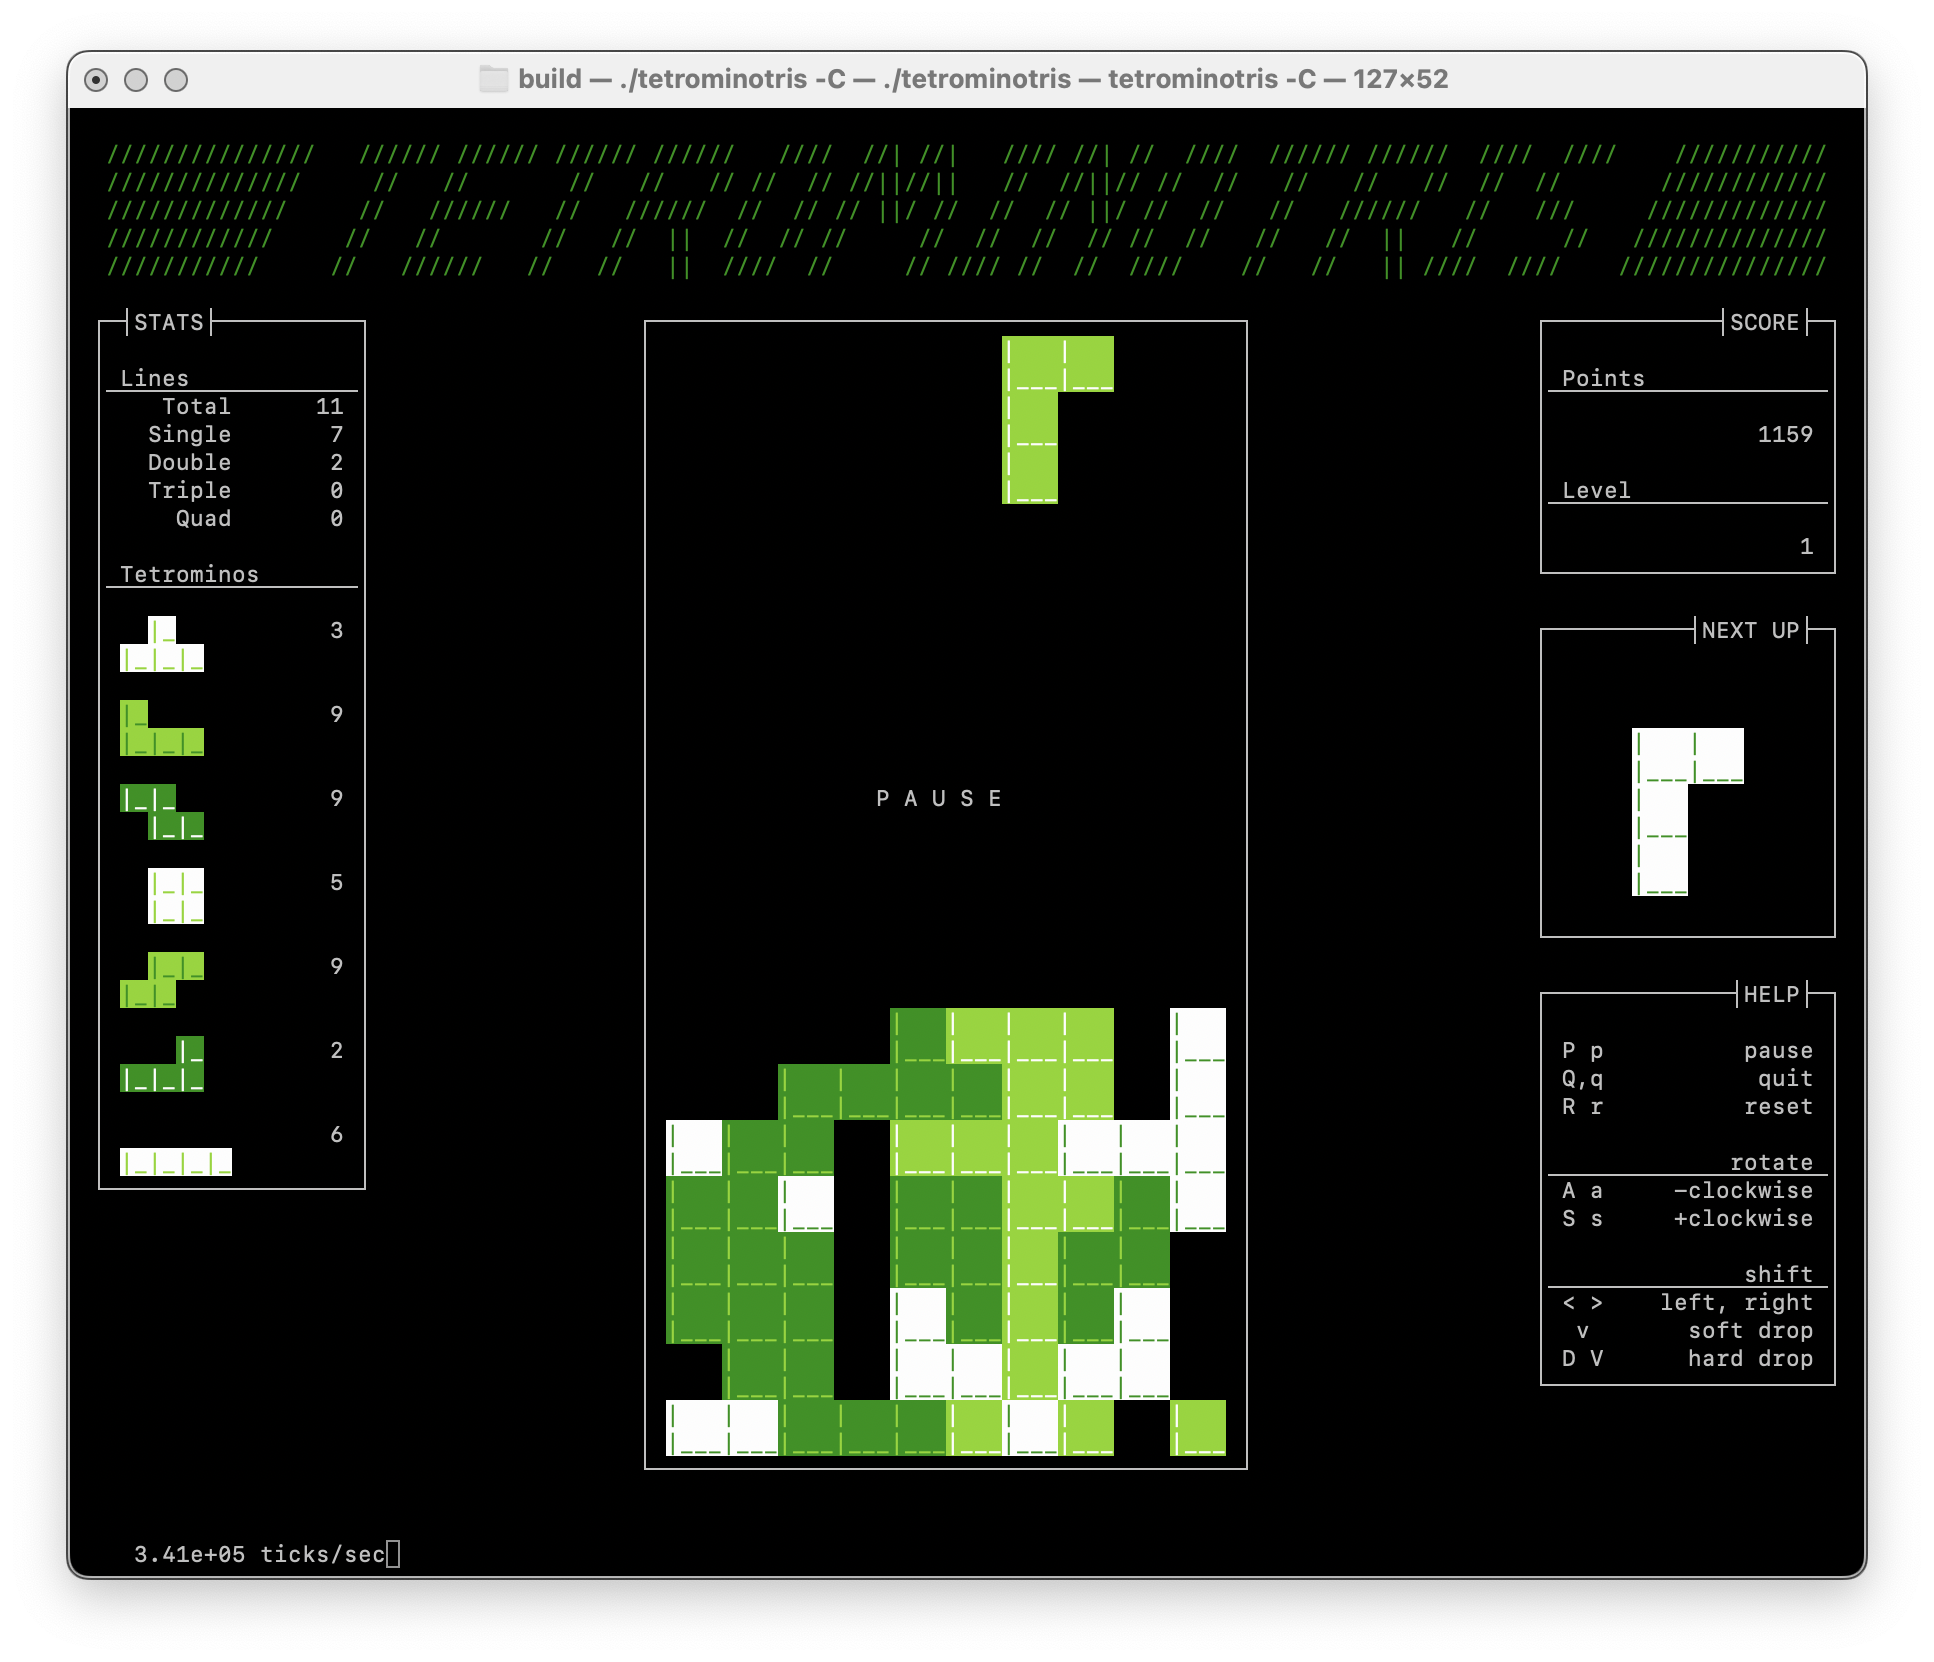 build — ./tetrominotris -C — ./tetrominotris — tetrominotris -C — 127×52
TETROMINOTRIS
STATS
Lines
Total 11
Single 7
Double 2
Triple 0
Quad 0
Tetrominos
3
9
9
5
9
2
6
PAUSE
SCORE
Points
1159
Level
1
NEXT UP
HELP
P p pause
Q,q quit
R r reset
rotate
A a −clockwise
S s +clockwise
shift
< > left, right
v soft drop
D V hard drop
3.41e+05 ticks/sec